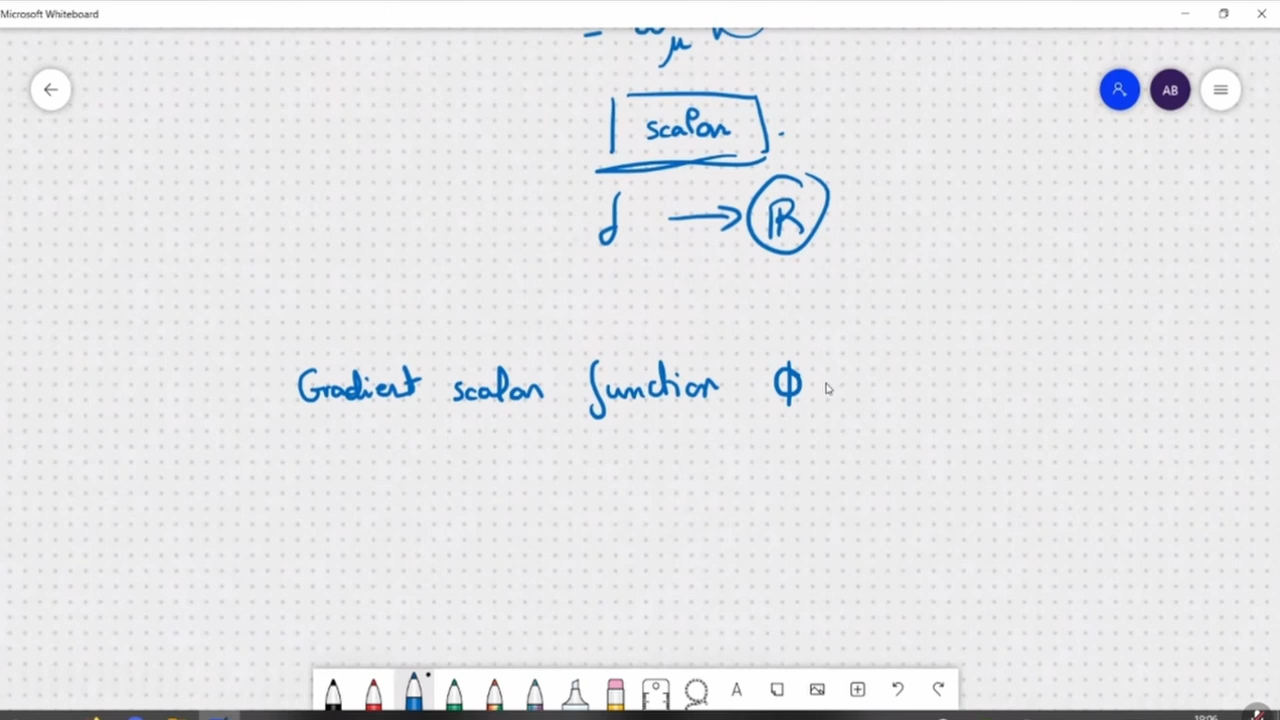 Microsoft Whiteboard
AB
μ
scalar.
→ ℝ
Gradient scalar function ϕ
A